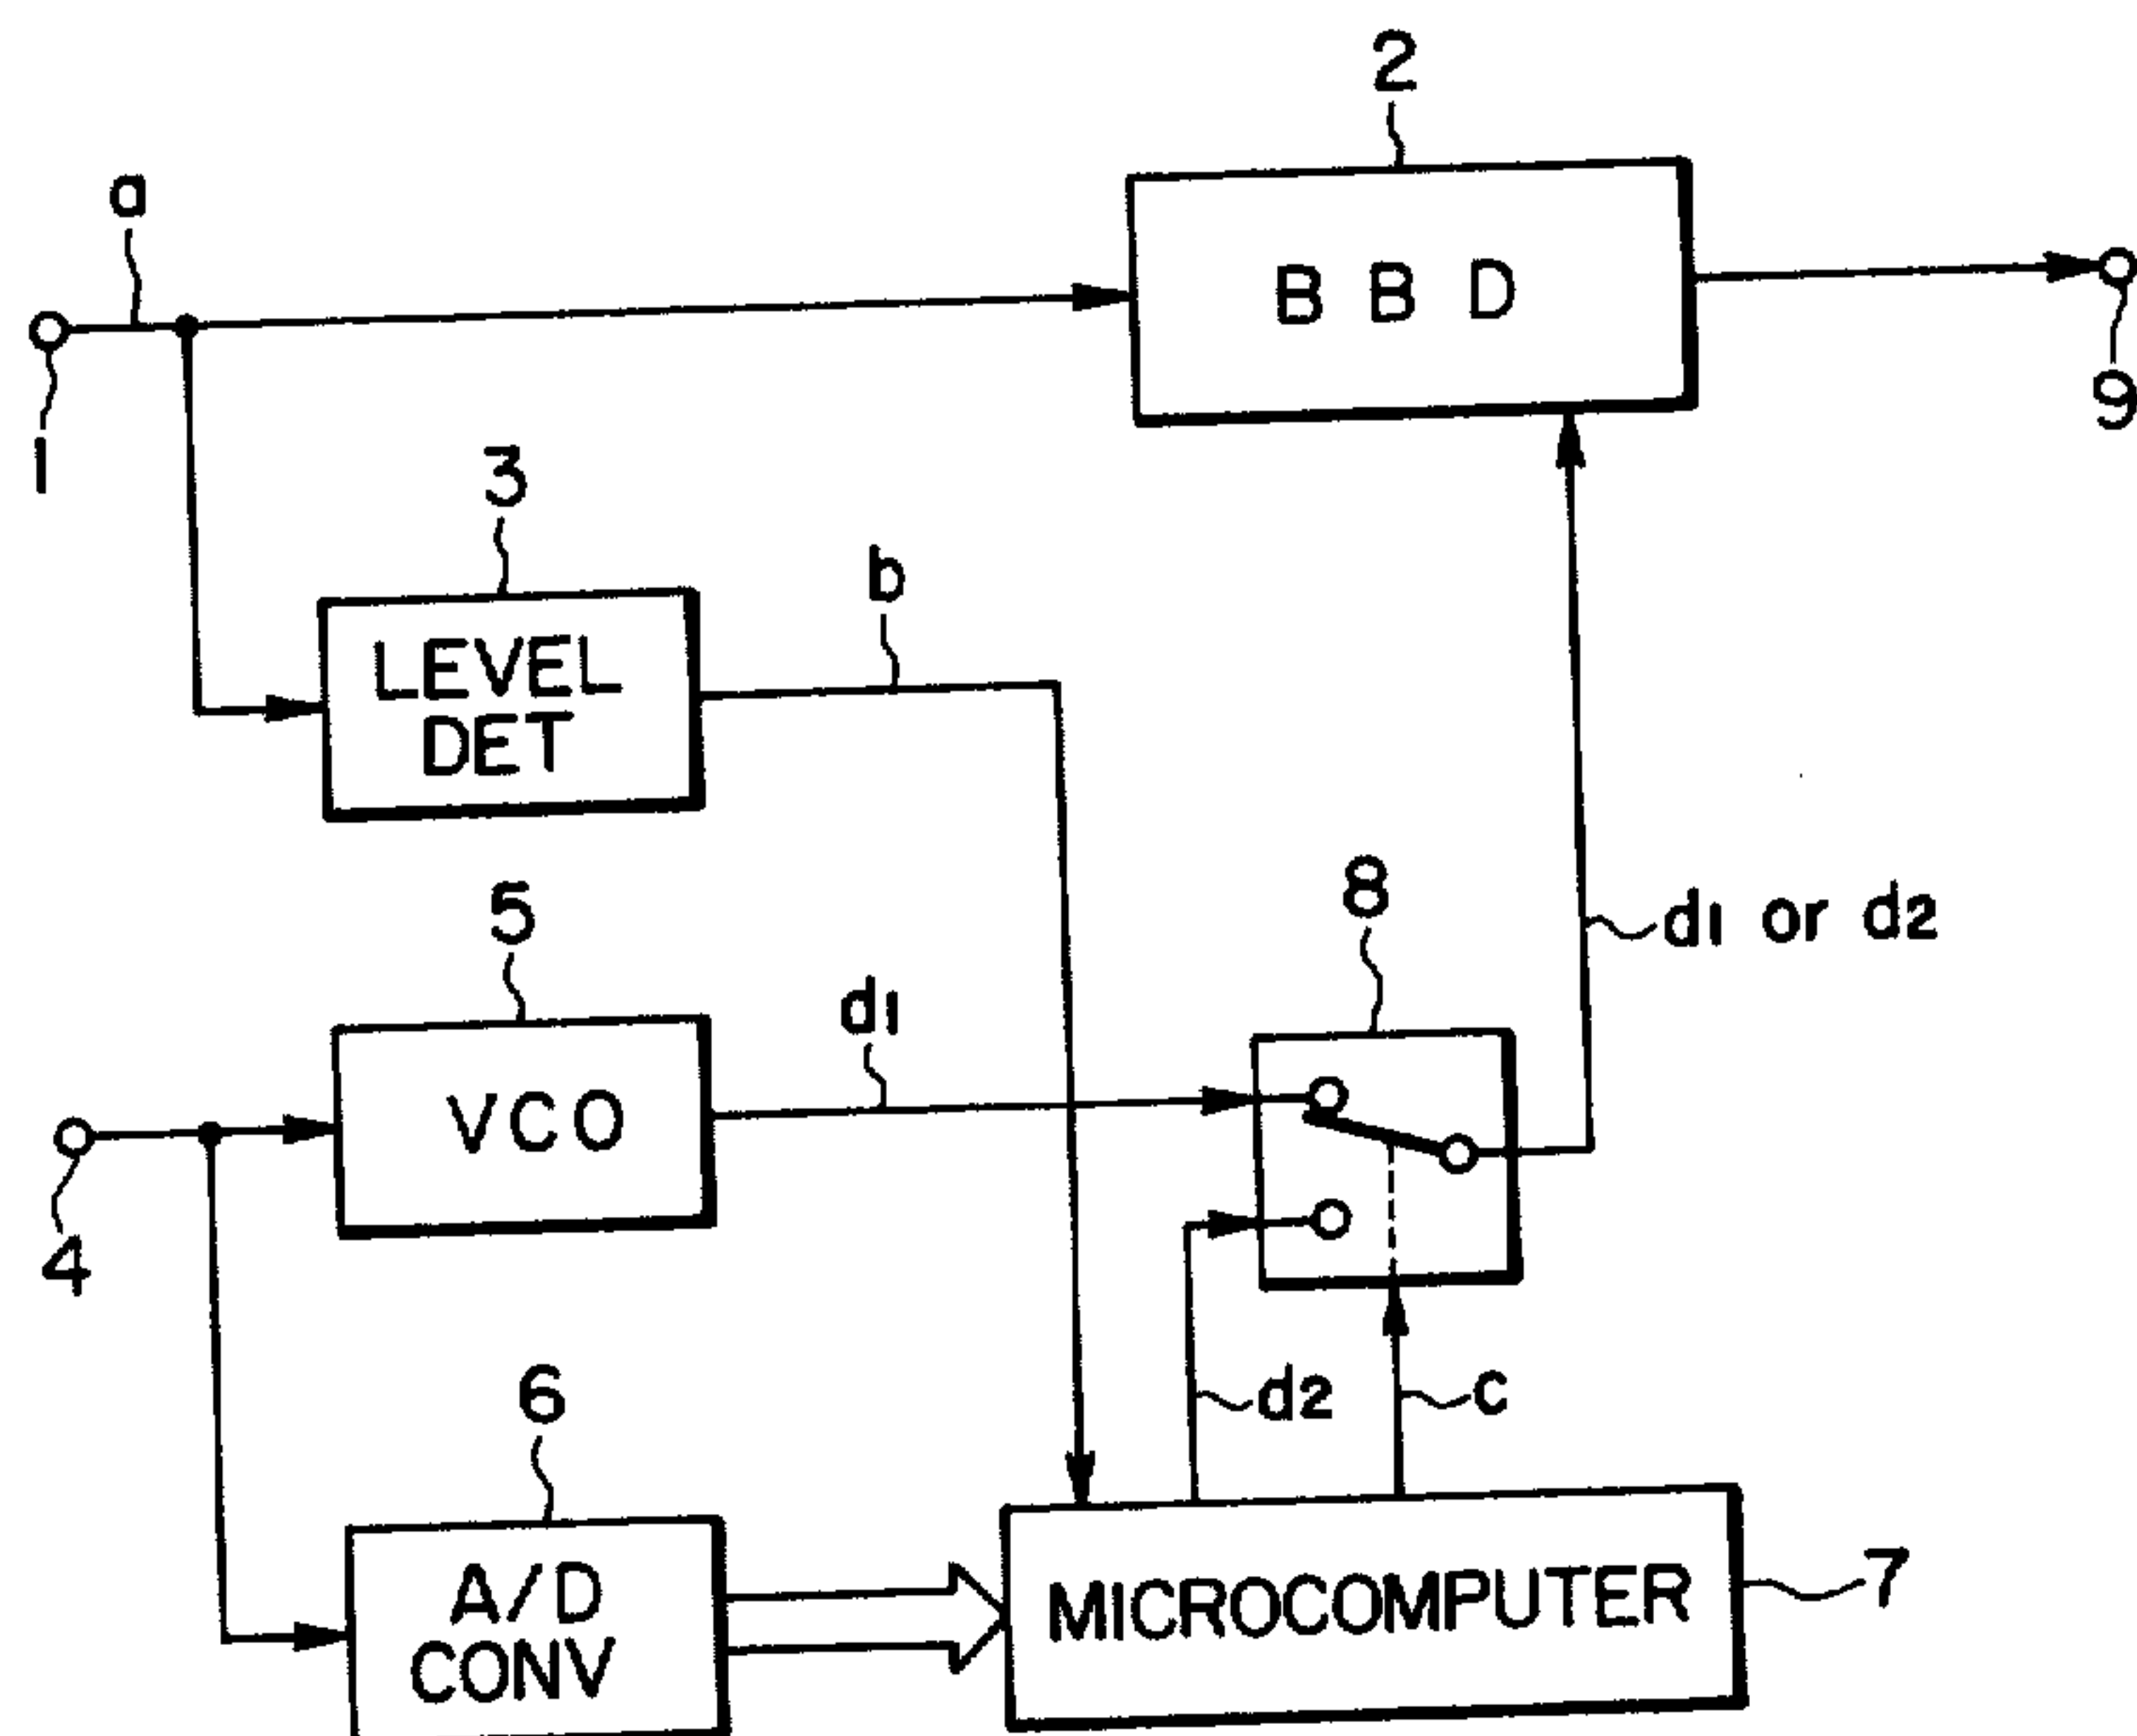 2
a
B B D
1
9
3
b
LEVEL
DET
5
8
d1 or d2
d1
VCO
4
6
d2
c
A/D
CONV
MICROCOMPUTER
7